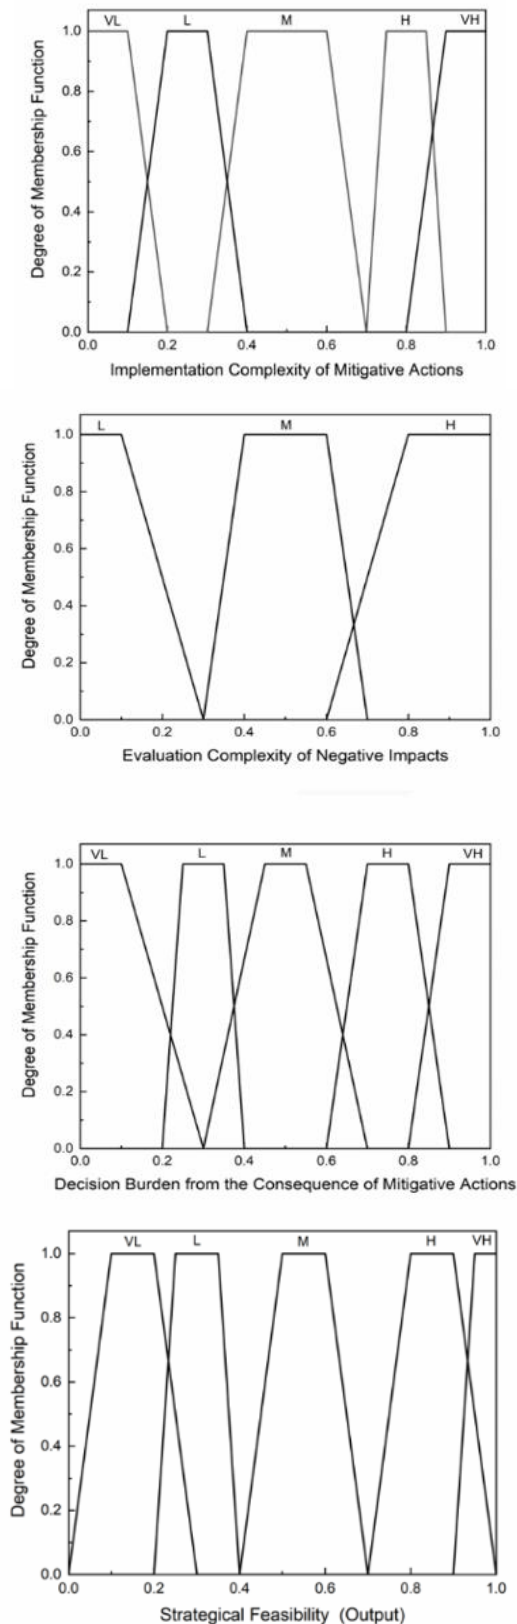 VL L M H VH
1.0
0.8
0.6
0.4
0.2
0.0
Degree of Membership Function
0.0 0.2 0.4 0.6 0.8 1.0
Implementation Complexity of Mitigative Actions
L M H
1.0
0.8
0.6
0.4
0.2
0.0
Degree of Membership Function
0.0 0.2 0.4 0.6 0.8 1.0
Evaluation Complexity of Negative Impacts
VL L M H VH
1.0
0.8
0.6
0.4
0.2
0.0
Degree of Membership Function
0.0 0.2 0.4 0.6 0.8 1.0
Decision Burden from the Consequence of Mitigative Actions
VL L M H VH
1.0
0.8
0.6
0.4
0.2
0.0
Degree of Membership Function
0.0 0.2 0.4 0.6 0.8 1.0
Strategical Feasibility (Output)